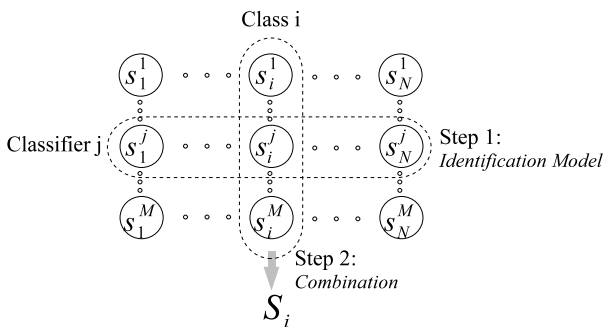 Class i
s_1^1 s_i^1 s_N^1
Classifier j s_1^j s_i^j s_N^j Step 1:
Identification Model
s_1^M s_i^M s_N^M
Step 2:
Combination
S_i